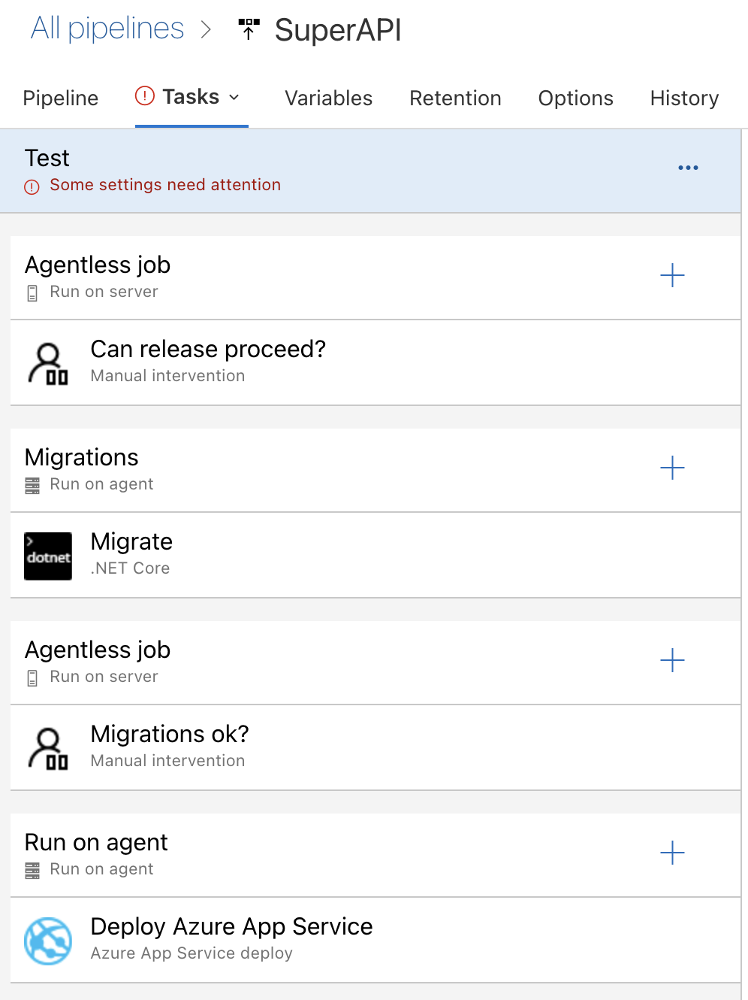 All pipelines > SuperAPI
Pipeline Tasks Variables Retention Options History
Test
Some settings need attention
Agentless job
Run on server
Can release proceed?
Manual intervention
Migrations
Run on agent
>
dotnet
Migrate
.NET Core
Agentless job
Run on server
Migrations ok?
Manual intervention
Run on agent
Run on agent
Deploy Azure App Service
Azure App Service deploy